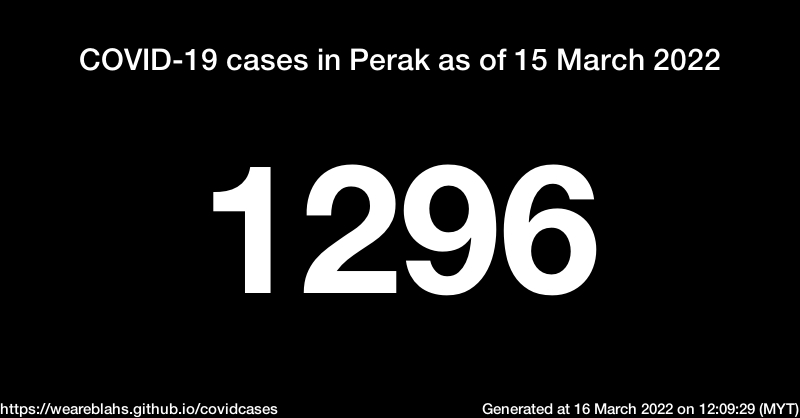 COVID-19 cases in Perak as of 15 March 2022
1296
https://weareblahs.github.io/covidcases
Generated at 16 March 2022 on 12:09:29 (MYT)